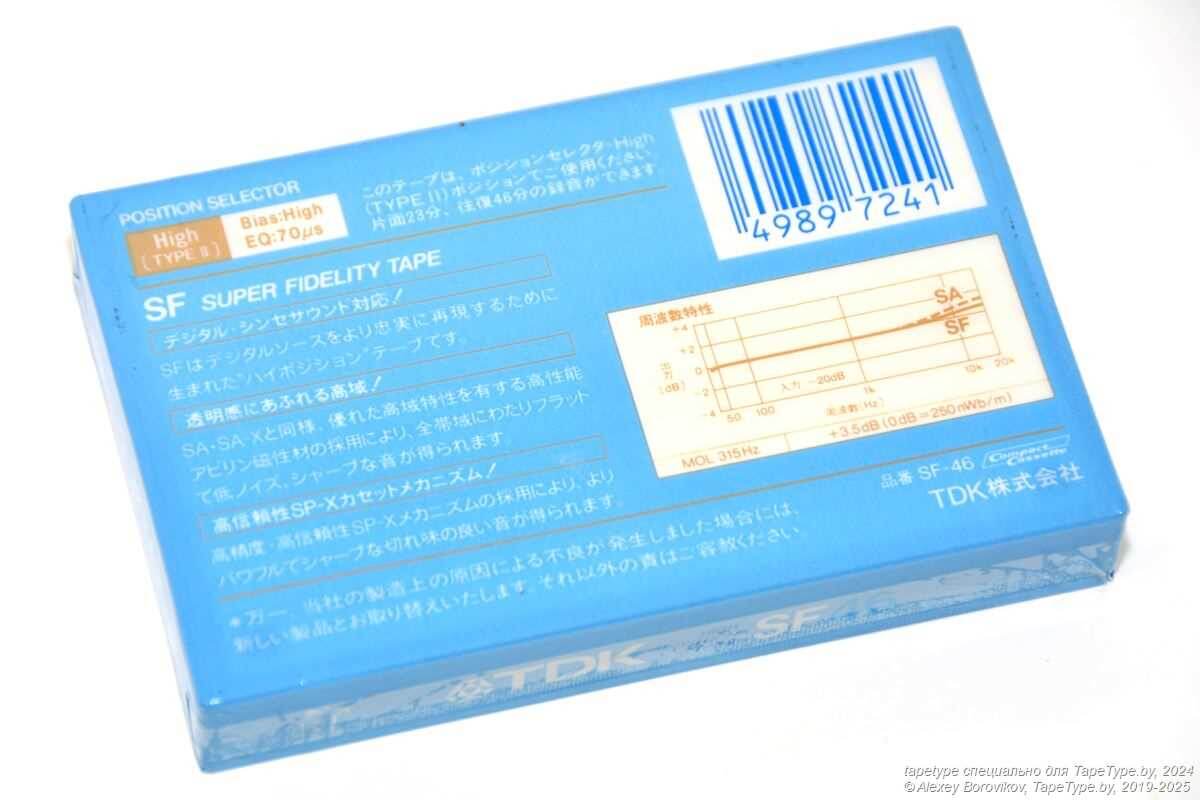 POSITION SELECTOR
High
(TYPE II)
Bias:High
EQ:70μs
このテープは、ポジションセレクターHigh
(TYPE II)ポジションでご使用ください
片面23分、往復46分の録音ができます
4989 7241
SF SUPER FIDELITY TAPE
デジタル・シンセサウンド対応!
SFはデジタルソースをより忠実に再現するために
生まれた"ハイポジション"テープです。
透明感にあふれる高域!
SA・SA-Xと同様、優れた高域特性を有する高性能
アビリン磁性材の採用により、全帯域にわたりフラット
で低ノイズ、シャープな音が得られます。
高信頼性SP-Xカセットメカニズム!
高精度・高信頼性SP-Xメカニズムの採用により、より
パワフルでシャープな切れ味の良い音が得られます。
周波数特性
SA
SF
+4
+2
0
-2
-4
出力(dB)
入力 -20dB
50 100 1k 10k 20k
周波数(Hz)
MOL 315Hz +3.5dB (0dB=250nWb/m)
品番 SF-46 Compact Cassette
TDK株式会社
*万一、当社の製造上の原因による不良が発生しました場合には、
新しい製品とお取り替えいたします。それ以外の責はご容赦ください。
TDK SF46
tapetype специально для TapeType.by, 2024
©Alexey Borovikov, TapeType.by, 2019-2025